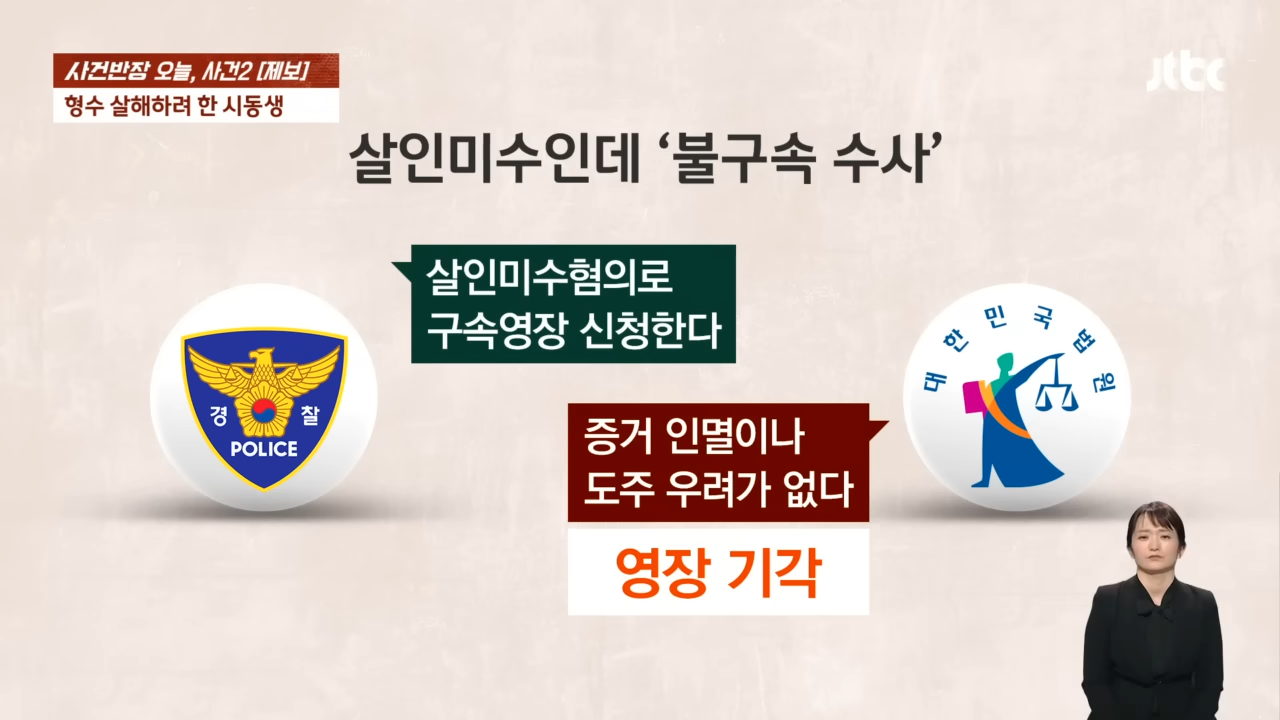 사건반장 오늘, 사건2 [제보]
형수 살해하려 한 시동생
jtbc
살인미수인데 ‘불구속 수사’
살인미수혐의로
구속영장 신청한다
경 찰
POLICE
대한민국법원
증거 인멸이나
도주 우려가 없다
영장 기각